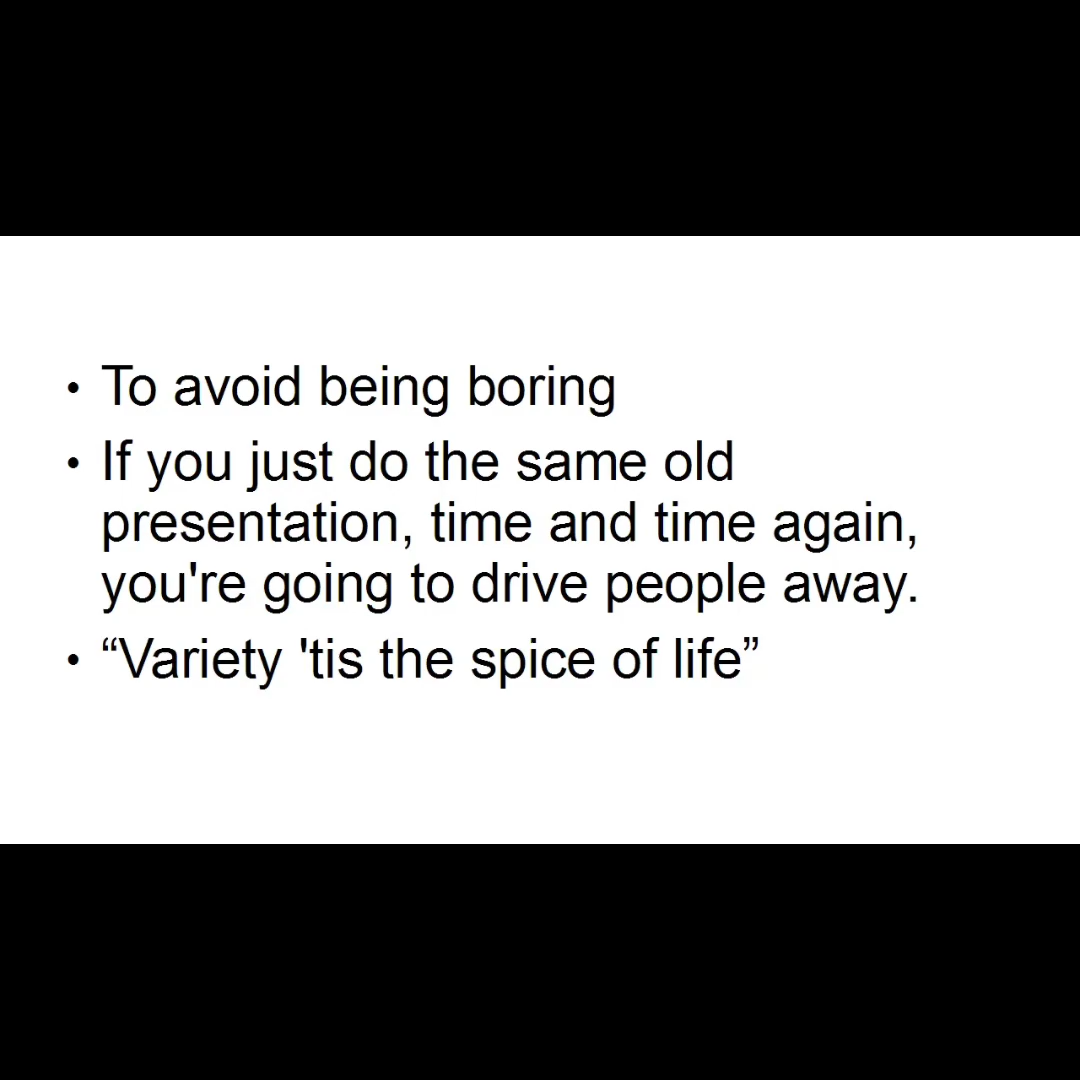 • To avoid being boring
• If you just do the same old
presentation, time and time again,
you're going to drive people away.
• “Variety 'tis the spice of life”